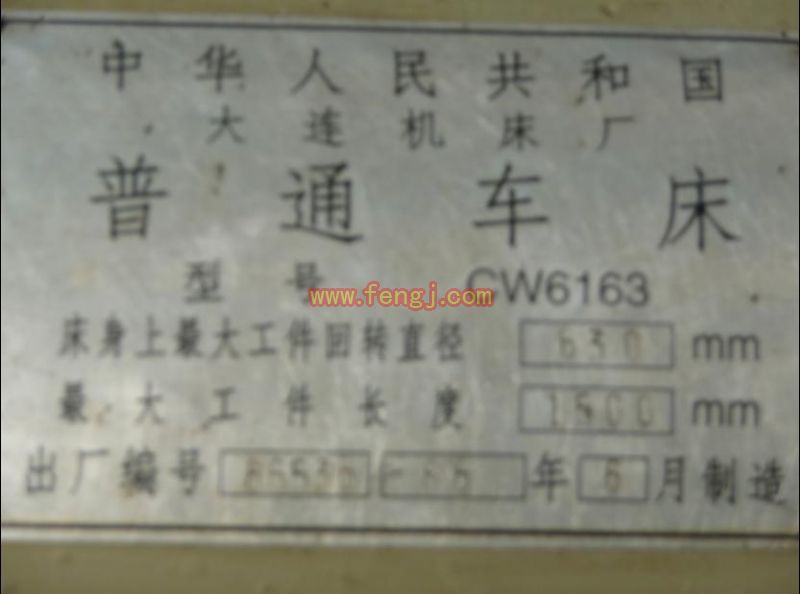 中华人民共和国
大连机床厂
普通车床
型号 CW6163
www.fengj.com
床身上最大工件回转直径 630 mm
最大工件长度 1500 mm
出厂编号 年 月制造